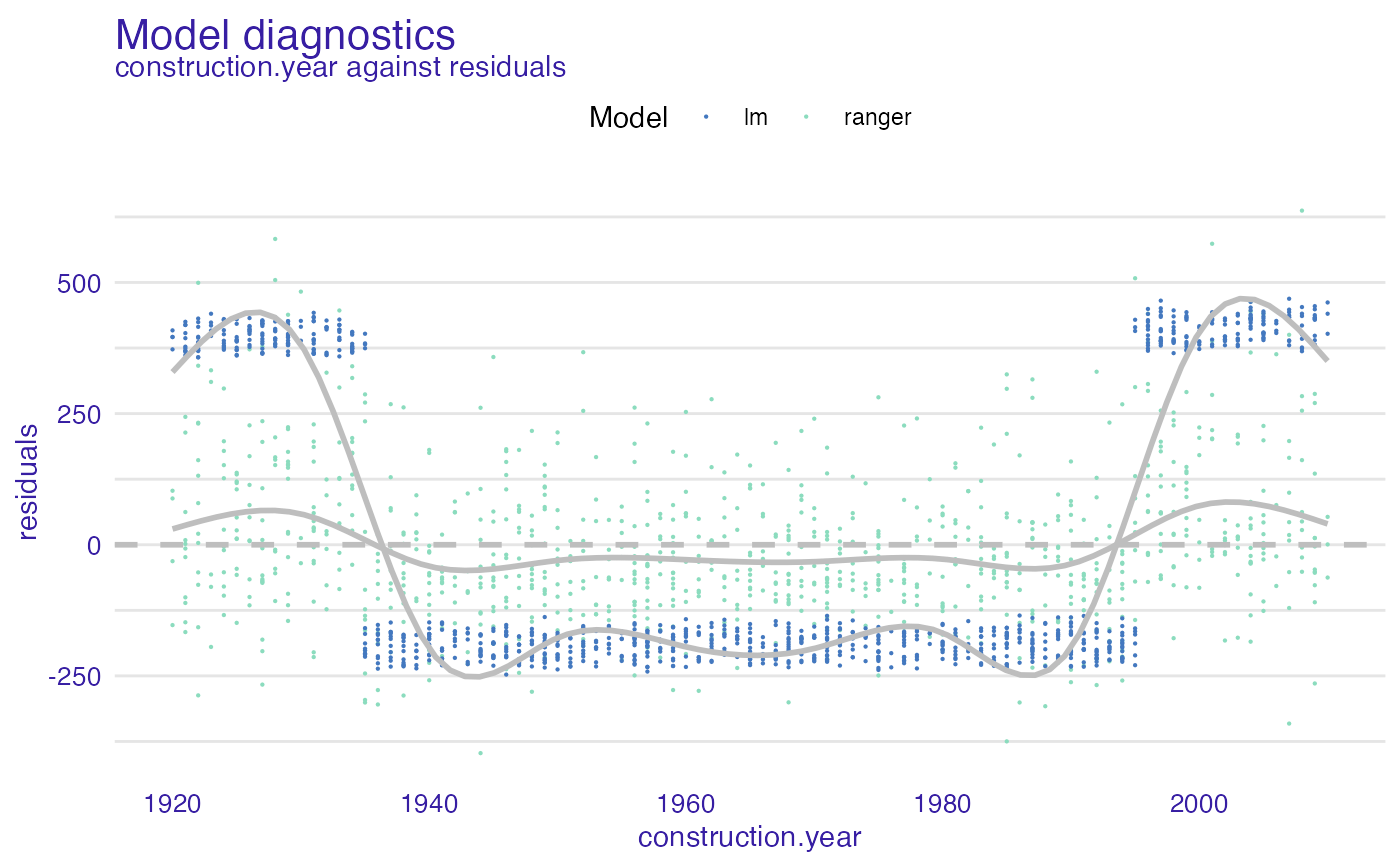 Model diagnostics
construction.year against residuals
Model lm ranger
500
250
0
-250
residuals
1920 1940 1960 1980 2000
construction.year